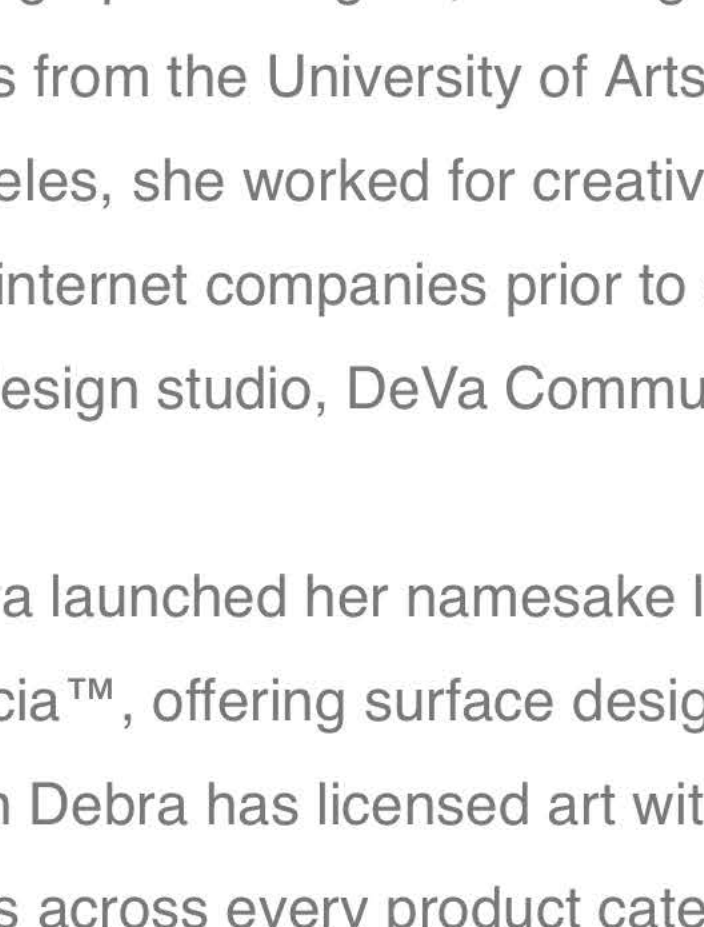 s from the University of Arts
eles, she worked for creativ
internet companies prior to
esign studio, DeVa Commu
a launched her namesake l
cia™, offering surface desig
n Debra has licensed art wit
s across every product cate